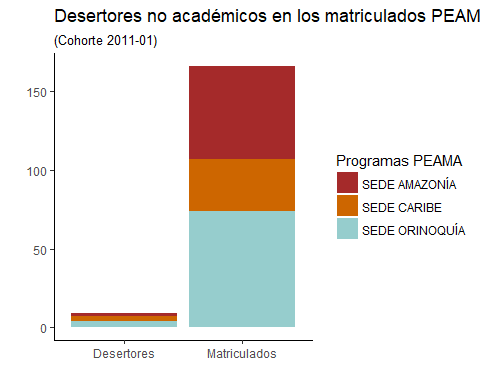 Desertores no académicos en los matriculados PEAM
(Cohorte 2011-01)
150
100
50
0
Desertores
Matriculados
Programas PEAMA
SEDE AMAZONÍA
SEDE CARIBE
SEDE ORINOQUÍA